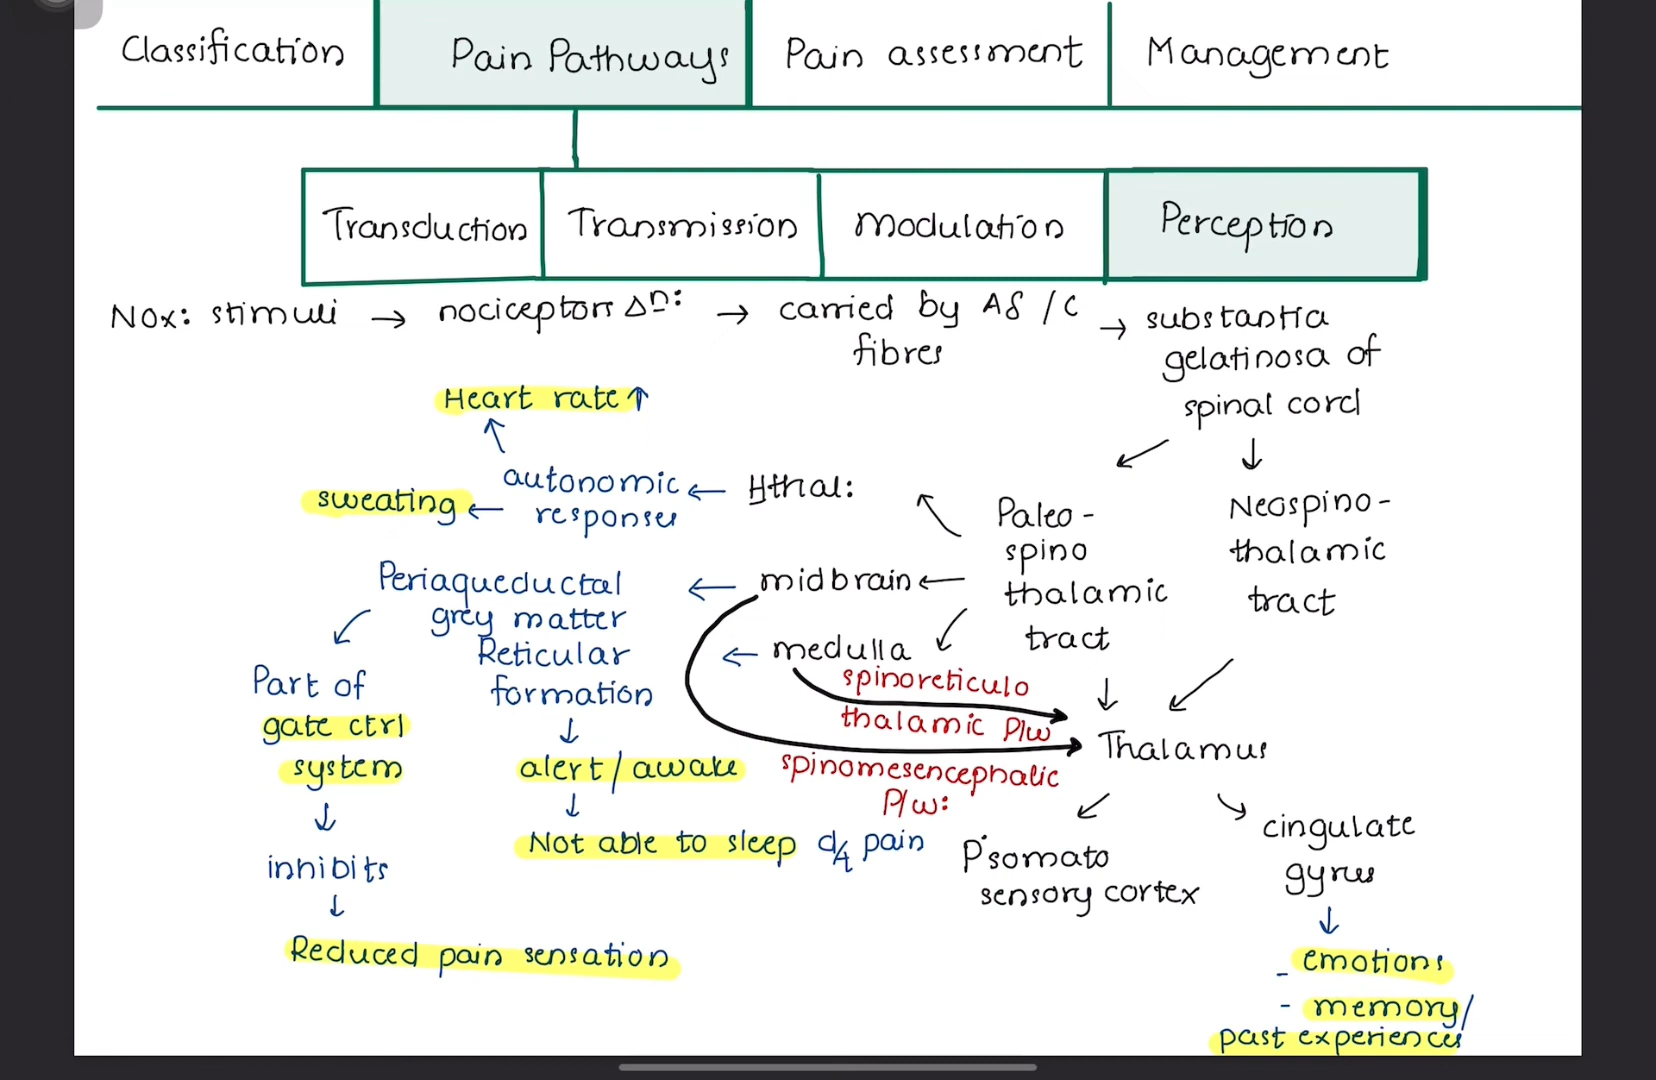 Classification
Pain Pathways
Pain assessment
Management
Transduction
Transmission
Modulation
Perception
Nox: stimuli → nociceptors Δn: → carried by Aδ / C
fibres
→ substantia
gelatinosa of
spinal cord
Heart rate ↑
sweating ← autonomic
responses
← Hthal:
Paleo-
spino
thalamic
tract
Neospino-
thalamic
tract
Periaqueductal
grey matter
← midbrain ←
Reticular
formation
← medulla
spinoreticulo
thalamic P/w
spinomesencephalic
P/w:
Thalamus
Part of
gate ctrl
system
↓
inhibits
↓
Reduced pain sensation
↓
alert / awake
↓
Not able to sleep d/t pain
P'somato
sensory cortex
cingulate
gyrus
↓
- emotions
- memory/
past experiences